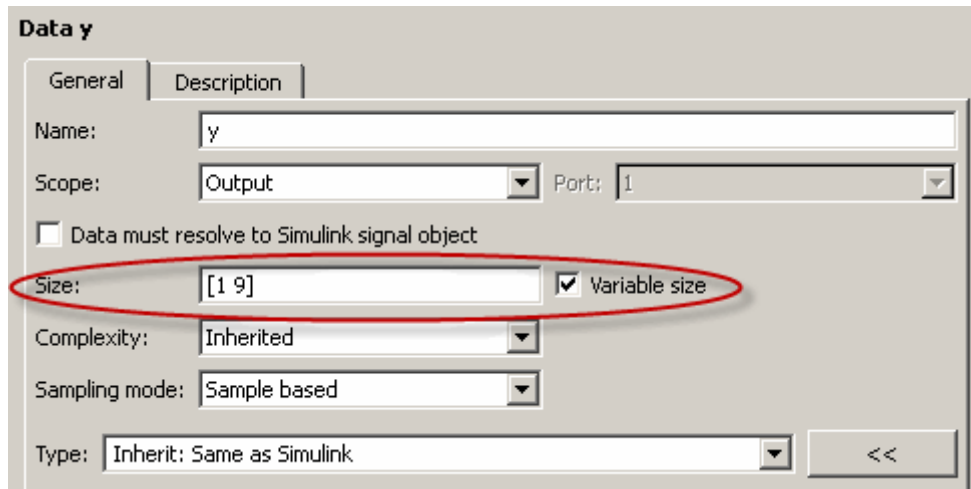 Data y
General Description
Name: y
Scope: Output Port: 1
Data must resolve to Simulink signal object
Size: [1 9] Variable size
Complexity: Inherited
Sampling mode: Sample based
Type: Inherit: Same as Simulink <<